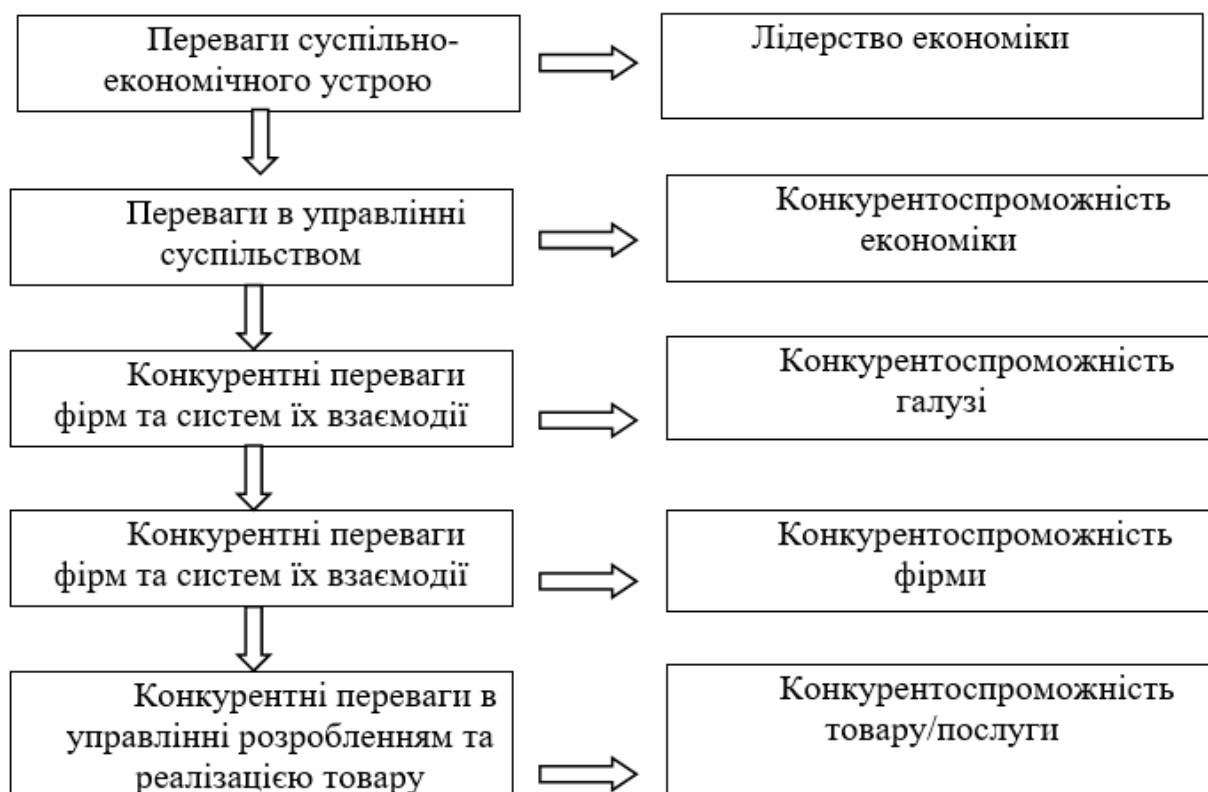 Переваги суспільно-
економічного устрою
Лідерство економіки
Переваги в управлінні
суспільством
Конкурентоспроможність
економіки
Конкурентні переваги
фірм та систем їх взаємодії
Конкурентоспроможність
галузі
Конкурентні переваги
фірм та систем їх взаємодії
Конкурентоспроможність
фірми
Конкурентні переваги в
управлінні розробленням та
реалізацією товару
Конкурентоспроможність
товару/послуги